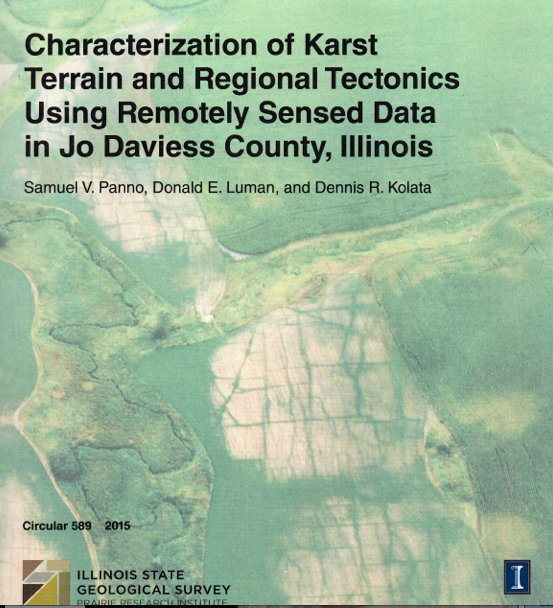 Characterization of Karst
Terrain and Regional Tectonics
Using Remotely Sensed Data
in Jo Daviess County, Illinois
Samuel V. Panno, Donald E. Luman, and Dennis R. Kolata
Circular 589 2015
ILLINOIS STATE
GEOLOGICAL SURVEY
PRAIRIE RESEARCH INSTITUTE
I